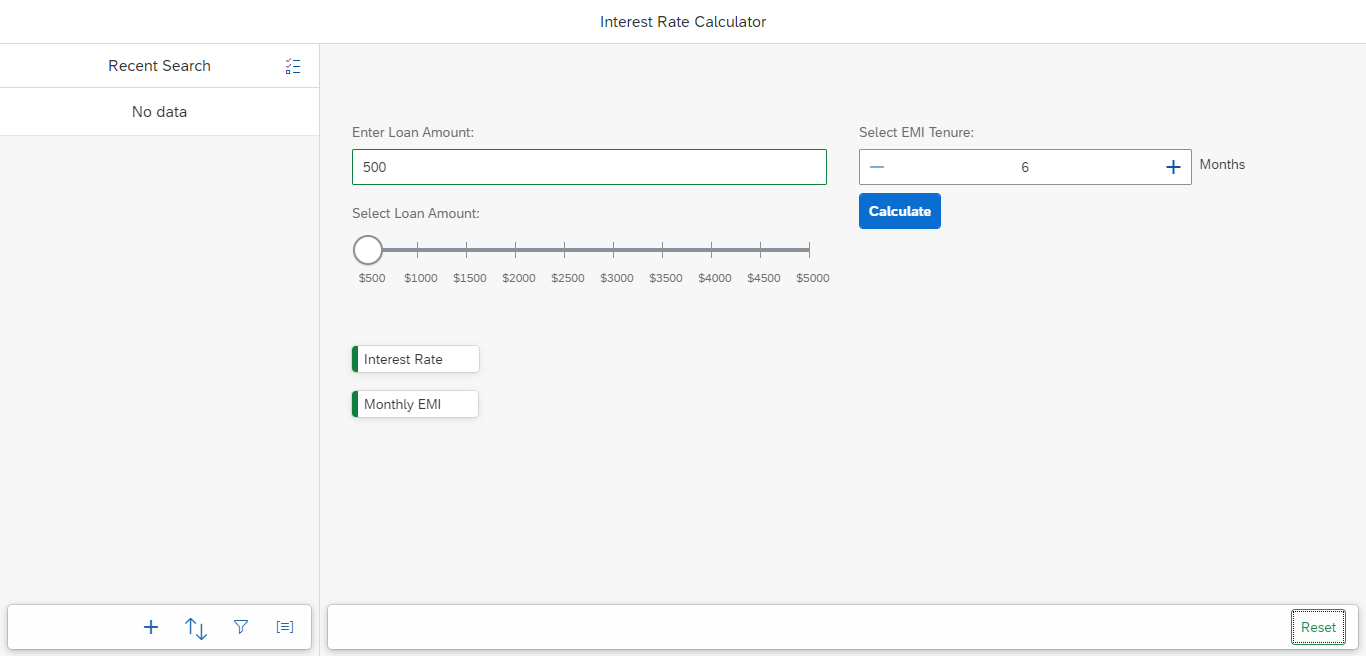 Interest Rate Calculator
Recent Search
No data
Enter Loan Amount:
500
Select EMI Tenure:
6
Months
Calculate
Select Loan Amount:
$500 $1000 $1500 $2000 $2500 $3000 $3500 $4000 $4500 $5000
Interest Rate
Monthly EMI
Reset